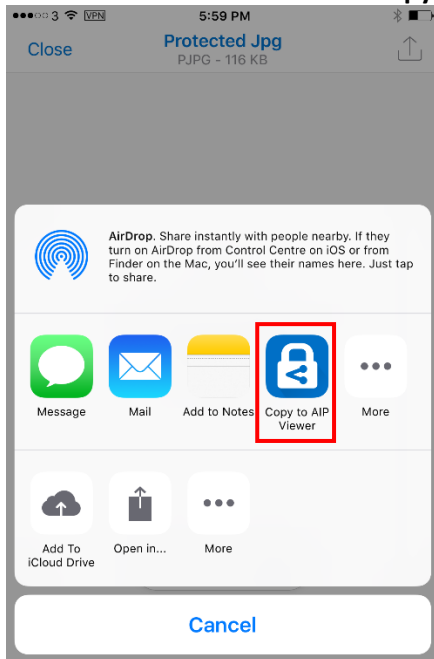 3 VPN 5:59 PM
Close Protected Jpg
PJPG - 116 KB
AirDrop. Share instantly with people nearby. If they
turn on AirDrop from Control Centre on iOS or from
Finder on the Mac, you'll see their names here. Just tap
to share.
Message Mail Add to Notes Copy to AIP
Viewer More
Add To
iCloud Drive Open in... More
Cancel